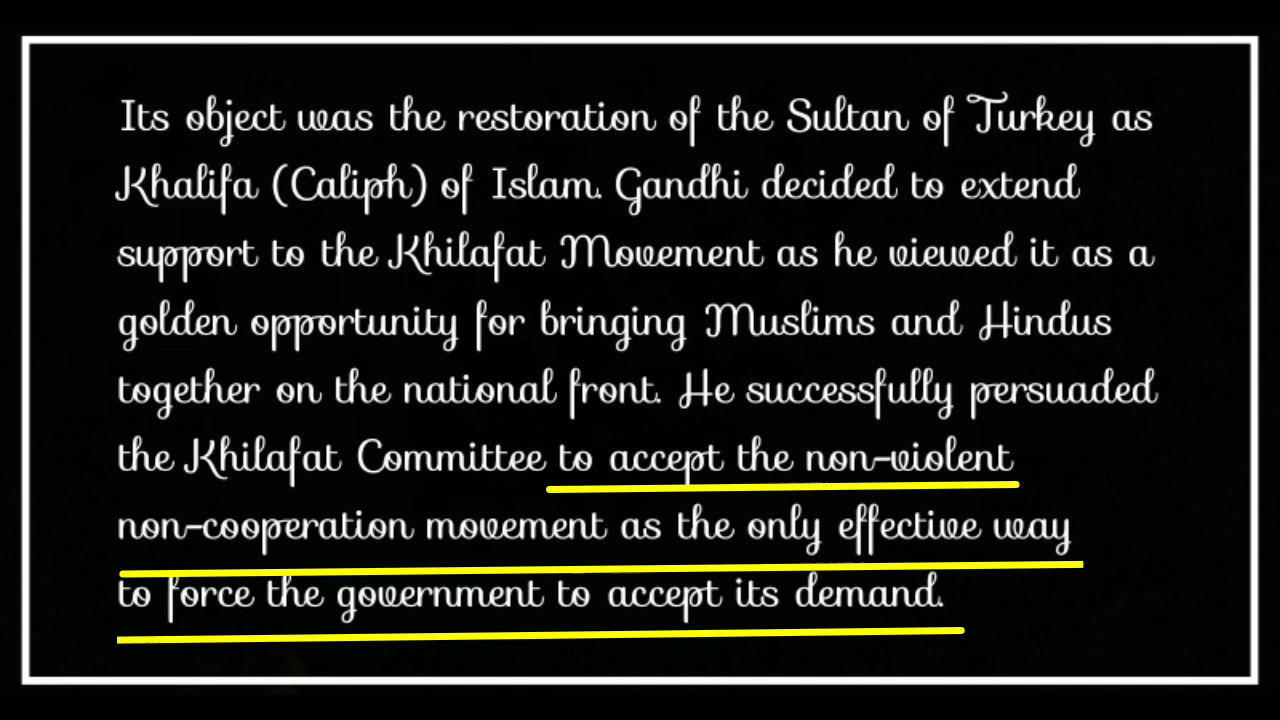 Its object was the restoration of the Sultan of Turkey as
Khalifa (Caliph) of Islam. Gandhi decided to extend
support to the Khilafat Movement as he viewed it as a
golden opportunity for bringing Muslims and Hindus
together on the national front. He successfully persuaded
the Khilafat Committee to accept the non-violent
non-cooperation movement as the only effective way
to force the government to accept its demand.